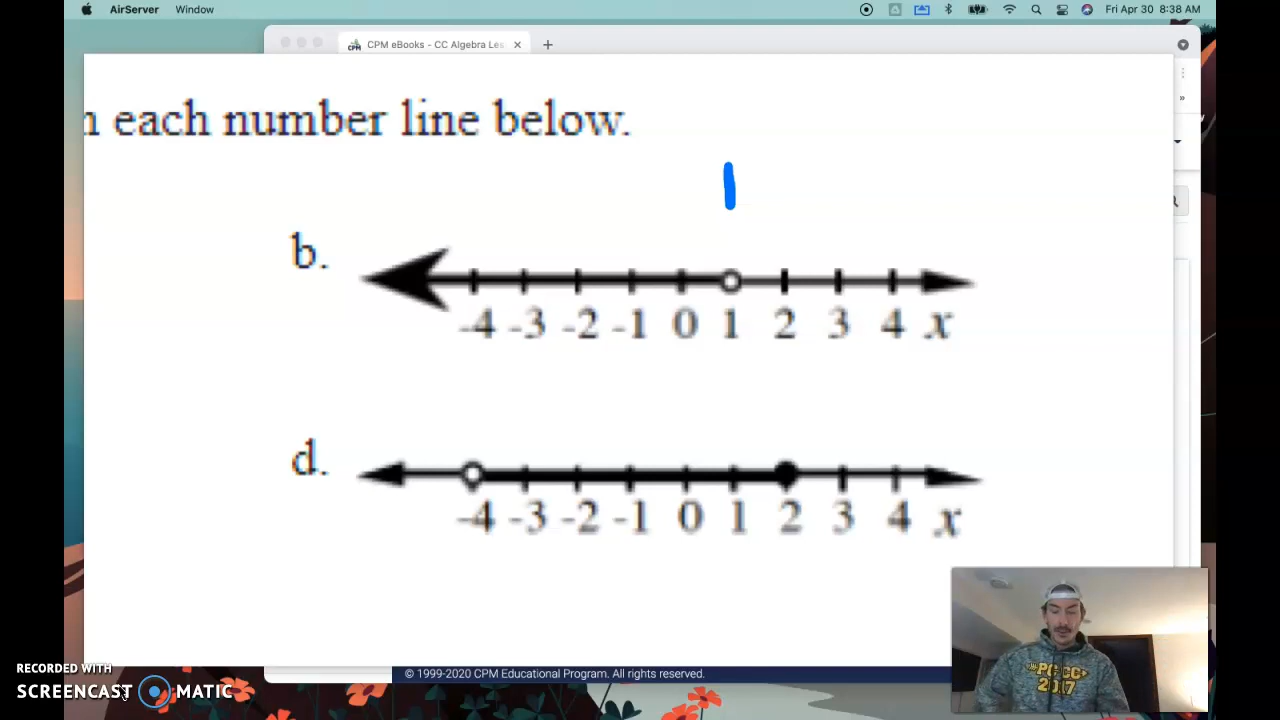 AirServer Window
Fri Apr 30 8:38 AM
CPM eBooks - CC Algebra Les
n each number line below.
b.
-4 -3 -2 -1 0 1 2 3 4 x
d.
-4 -3 -2 -1 0 1 2 3 4 x
© 1999-2020 CPM Educational Program. All rights reserved.
RECORDED WITH
SCREENCAST MATIC